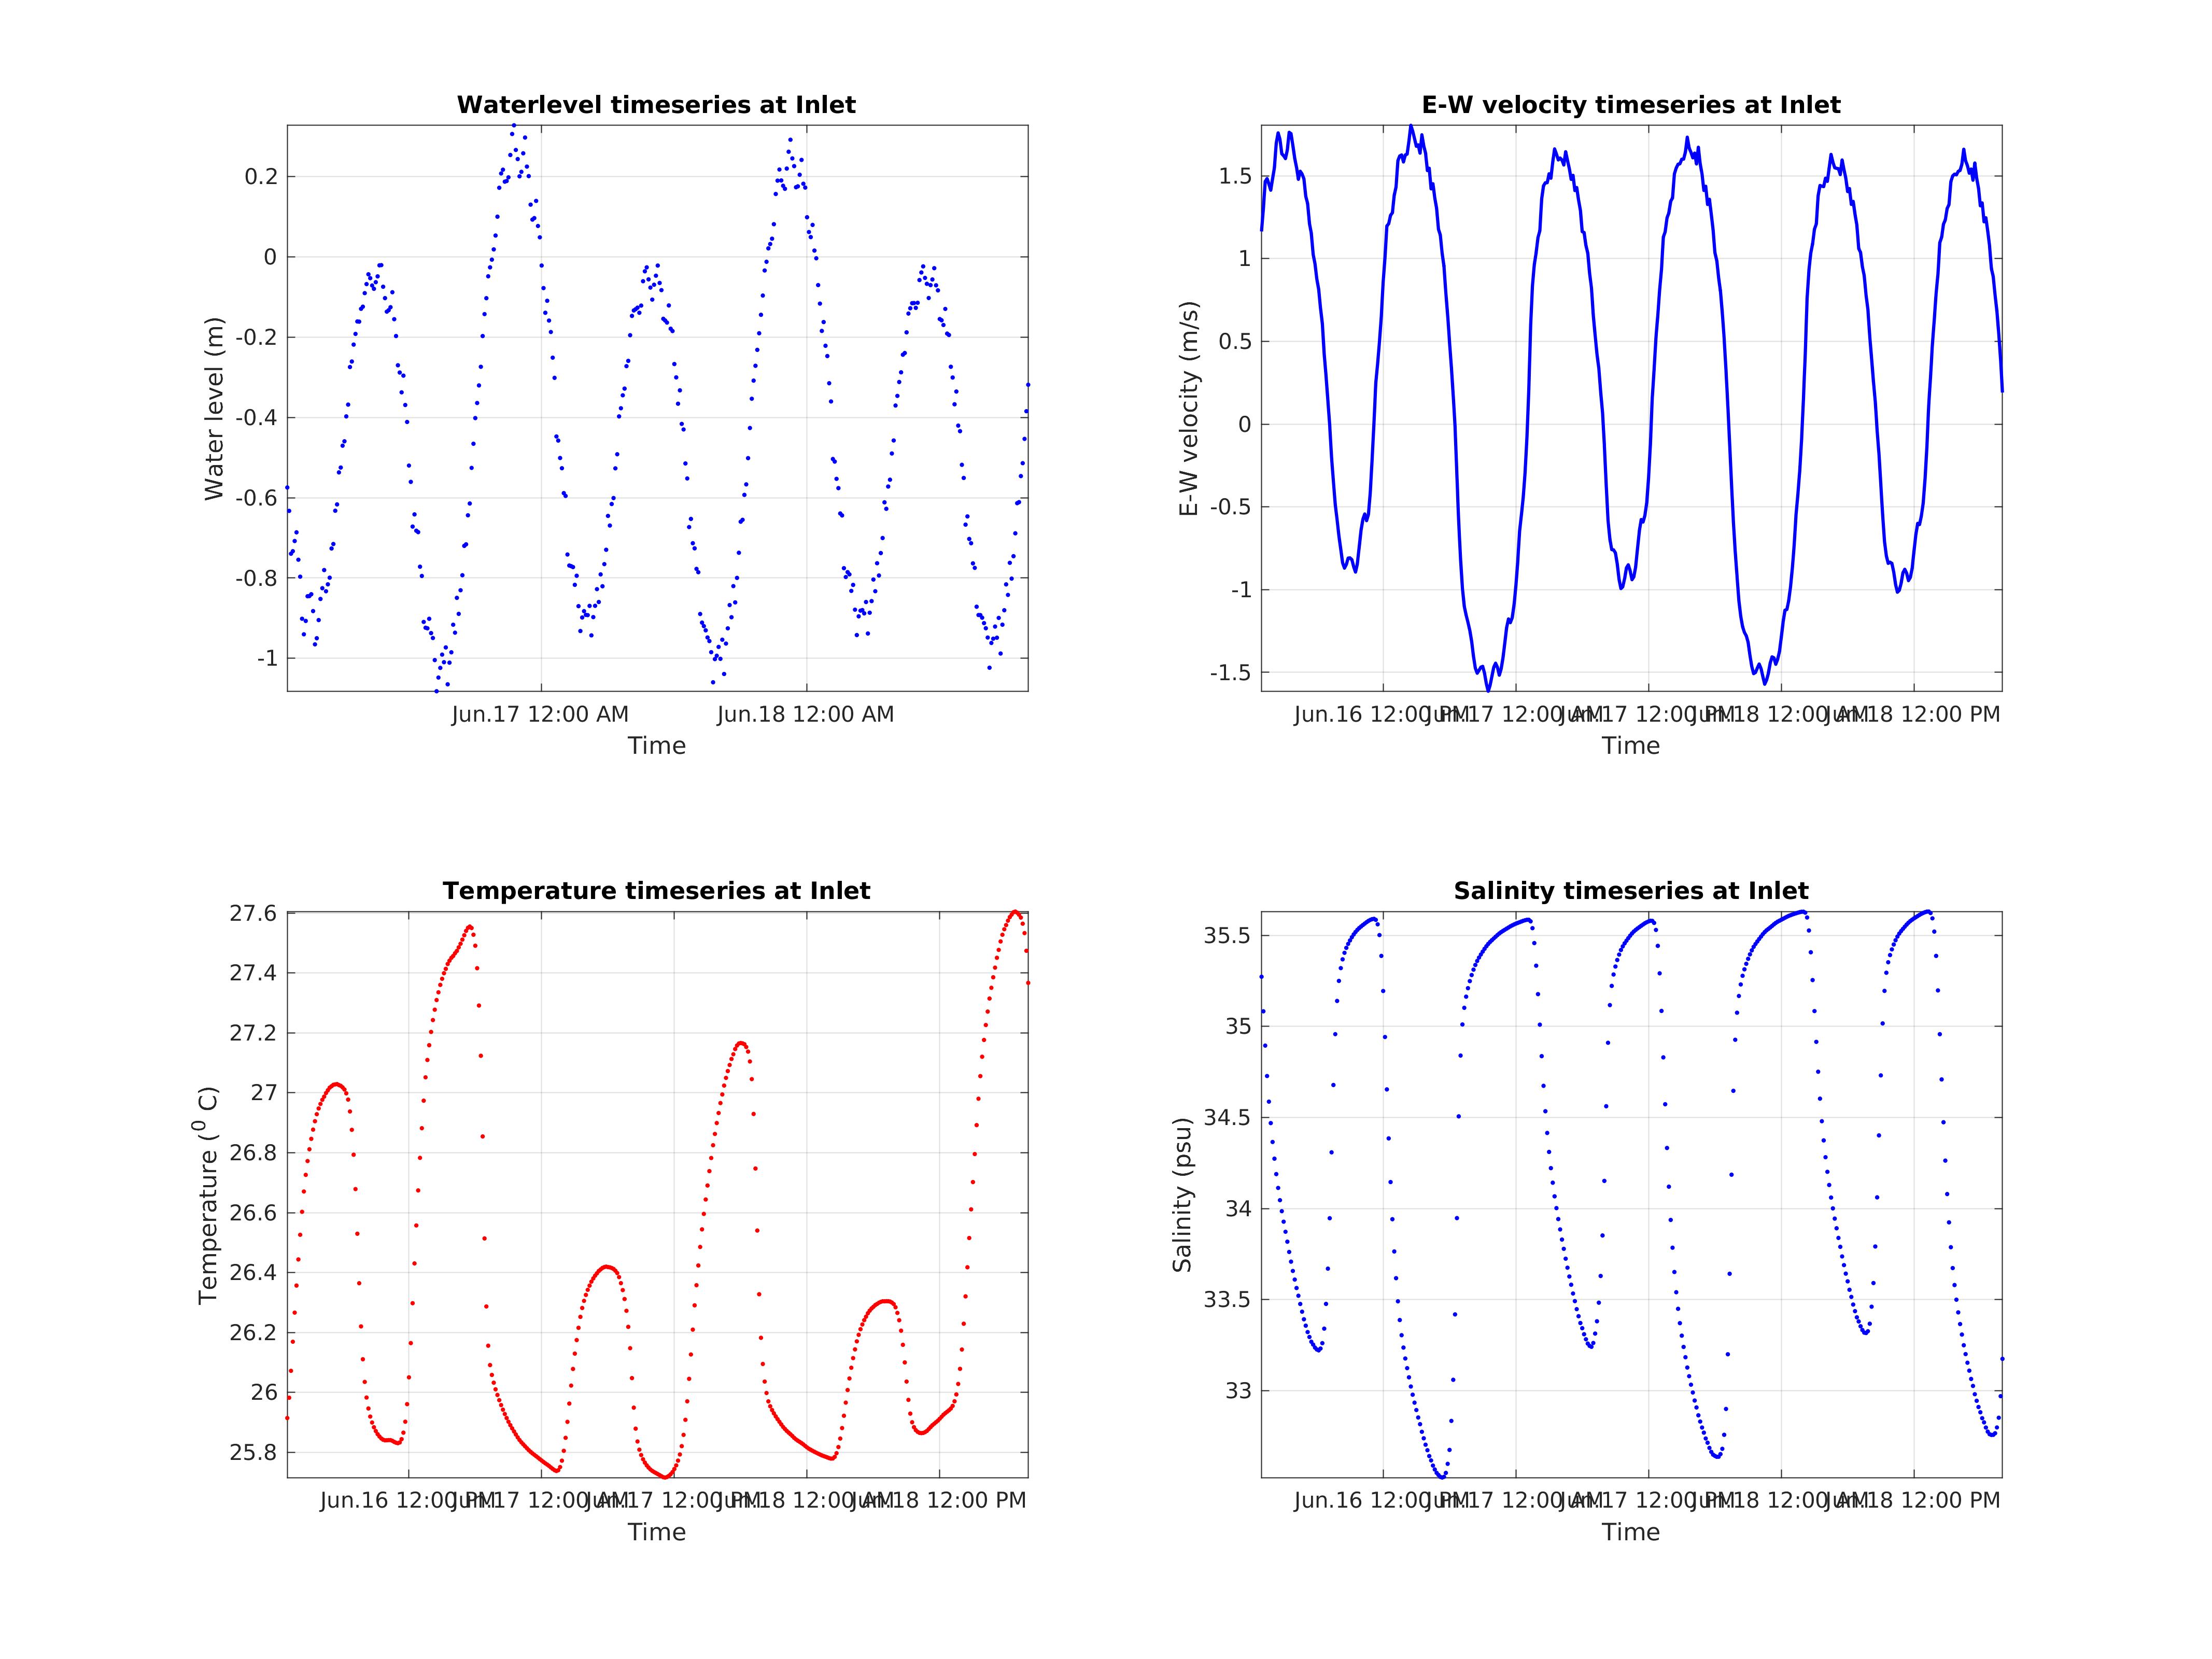 Waterlevel timeseries at Inlet
0.2
0
-0.2
-0.4
-0.6
-0.8
-1
Water level (m)
Jun.17 12:00 AM
Jun.18 12:00 AM
Time
E-W velocity timeseries at Inlet
1.5
1
0.5
0
-0.5
-1
-1.5
E-W velocity (m/s)
Jun.16 12:00 PM
Jun.17 12:00 AM
Jun.17 12:00 PM
Jun.18 12:00 AM
Jun.18 12:00 PM
Time
Temperature timeseries at Inlet
27.6
27.4
27.2
27
26.8
26.6
26.4
26.2
26
25.8
Temperature (⁰ C)
Jun.16 12:00 PM
Jun.17 12:00 AM
Jun.17 12:00 PM
Jun.18 12:00 AM
Jun.18 12:00 PM
Time
Salinity timeseries at Inlet
35.5
35
34.5
34
33.5
33
Salinity (psu)
Jun.16 12:00 PM
Jun.17 12:00 AM
Jun.17 12:00 PM
Jun.18 12:00 AM
Jun.18 12:00 PM
Time